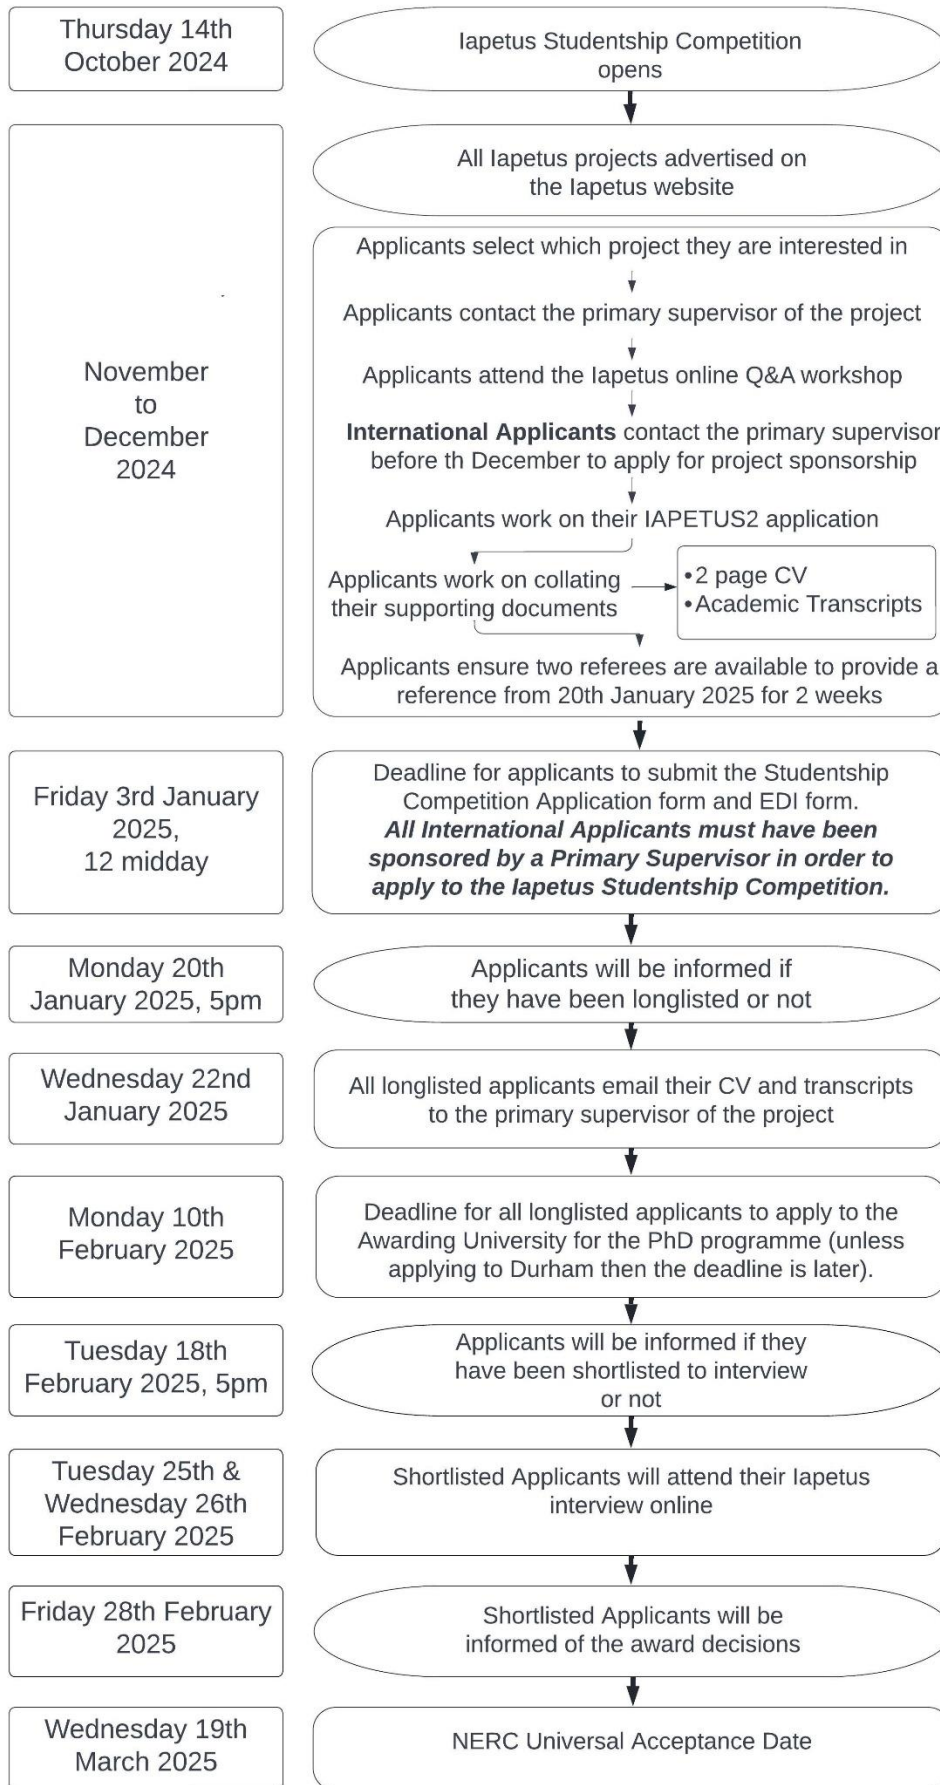 Thursday 14th
October 2024
Iapetus Studentship Competition
opens
All Iapetus projects advertised on
the Iapetus website
November
to
December
2024
Applicants select which project they are interested in
Applicants contact the primary supervisor of the project
Applicants attend the Iapetus online Q&A workshop
International Applicants contact the primary supervisor
before th December to apply for project sponsorship
Applicants work on their IAPETUS2 application
Applicants work on collating
their supporting documents
•2 page CV
•Academic Transcripts
Applicants ensure two referees are available to provide a
reference from 20th January 2025 for 2 weeks
Friday 3rd January
2025,
12 midday
Deadline for applicants to submit the Studentship
Competition Application form and EDI form.
All International Applicants must have been
sponsored by a Primary Supervisor in order to
apply to the Iapetus Studentship Competition.
Monday 20th
January 2025, 5pm
Applicants will be informed if
they have been longlisted or not
Wednesday 22nd
January 2025
All longlisted applicants email their CV and transcripts
to the primary supervisor of the project
Monday 10th
February 2025
Deadline for all longlisted applicants to apply to the
Awarding University for the PhD programme (unless
applying to Durham then the deadline is later).
Tuesday 18th
February 2025, 5pm
Applicants will be informed if they
have been shortlisted to interview
or not
Tuesday 25th &
Wednesday 26th
February 2025
Shortlisted Applicants will attend their Iapetus
interview online
Friday 28th February
2025
Shortlisted Applicants will be
informed of the award decisions
Wednesday 19th
March 2025
NERC Universal Acceptance Date